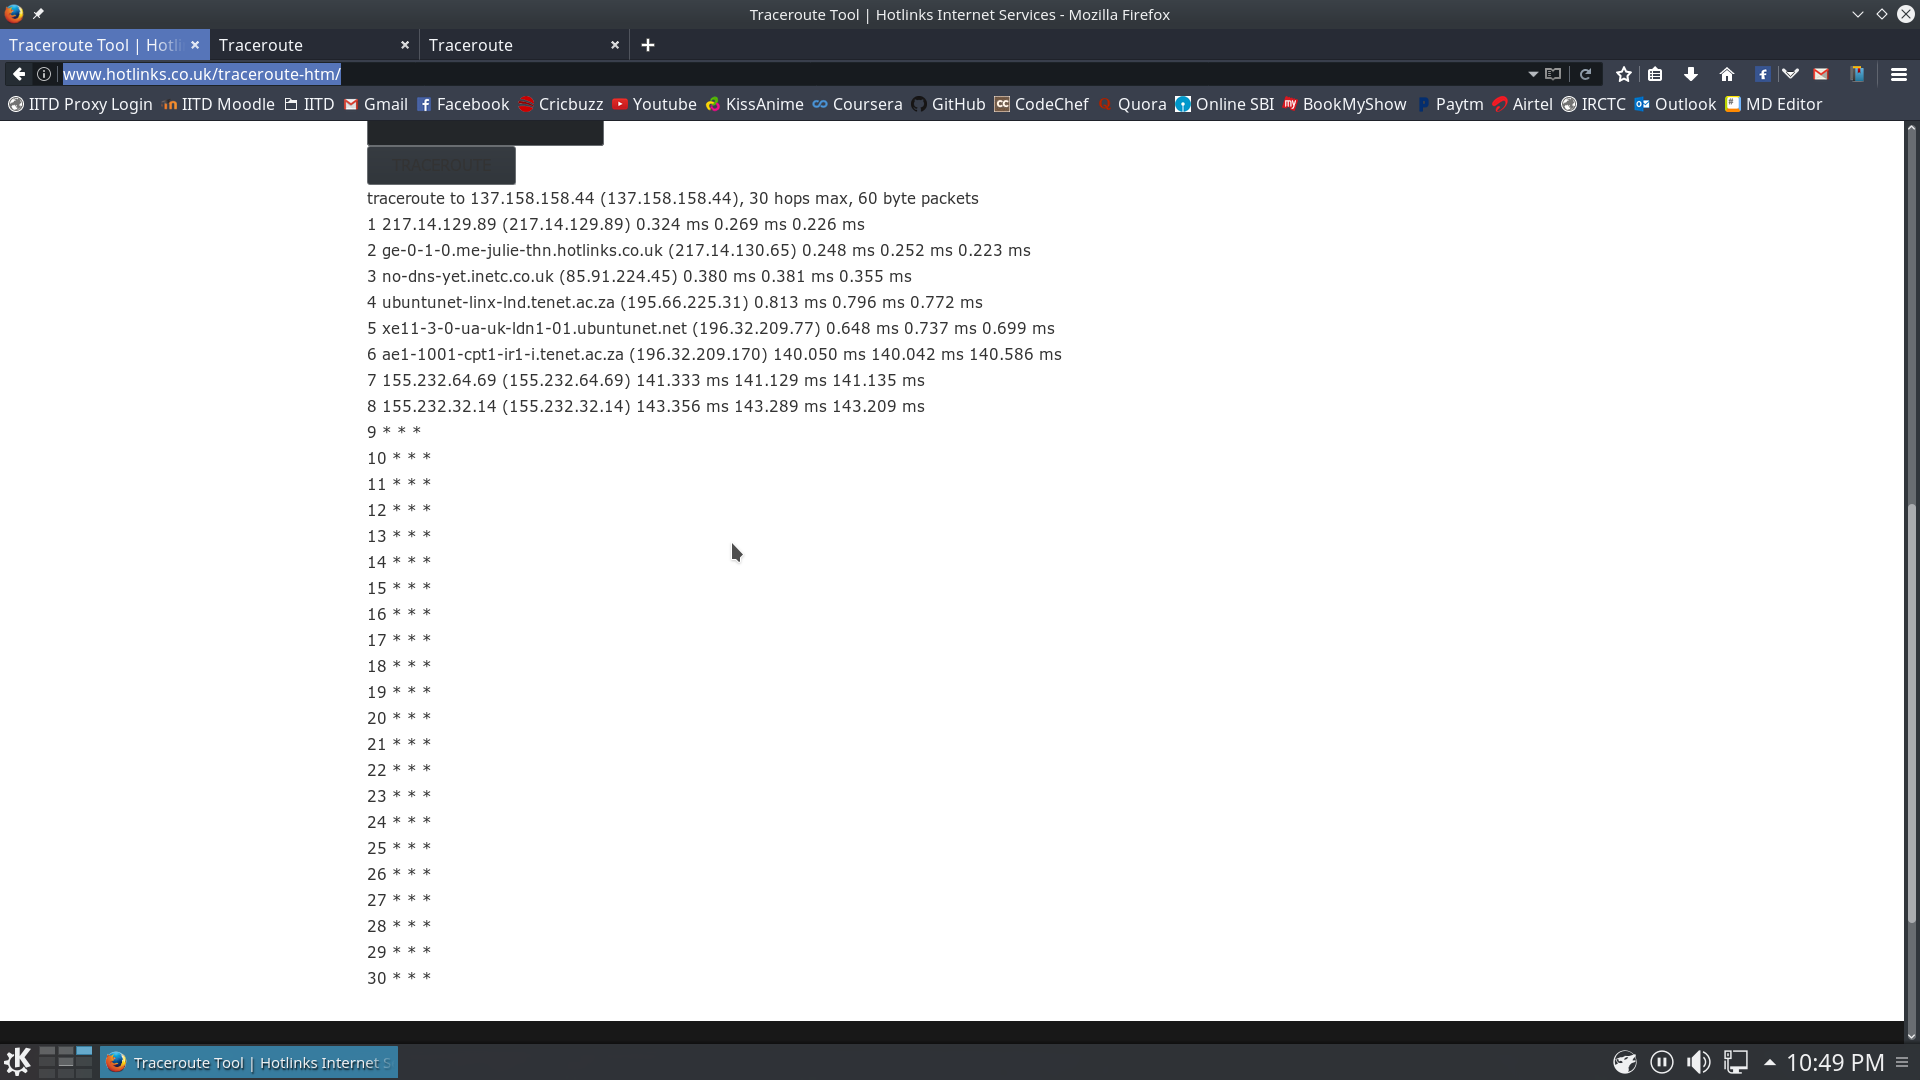 Traceroute Tool | Hotlinks Internet Services - Mozilla Firefox
Traceroute Tool | Hotli
Traceroute
Traceroute
www.hotlinks.co.uk/traceroute-htm/
IITD Proxy Login IITD Moodle IITD Gmail Facebook Cricbuzz Youtube KissAnime Coursera GitHub CodeChef Quora Online SBI BookMyShow Paytm Airtel IRCTC Outlook MD Editor
TRACEROUTE
traceroute to 137.158.158.44 (137.158.158.44), 30 hops max, 60 byte packets
1 217.14.129.89 (217.14.129.89) 0.324 ms 0.269 ms 0.226 ms
2 ge-0-1-0.me-julie-thn.hotlinks.co.uk (217.14.130.65) 0.248 ms 0.252 ms 0.223 ms
3 no-dns-yet.inetc.co.uk (85.91.224.45) 0.380 ms 0.381 ms 0.355 ms
4 ubuntunet-linx-lnd.tenet.ac.za (195.66.225.31) 0.813 ms 0.796 ms 0.772 ms
5 xe11-3-0-ua-uk-ldn1-01.ubuntunet.net (196.32.209.77) 0.648 ms 0.737 ms 0.699 ms
6 ae1-1001-cpt1-ir1-i.tenet.ac.za (196.32.209.170) 140.050 ms 140.042 ms 140.586 ms
7 155.232.64.69 (155.232.64.69) 141.333 ms 141.129 ms 141.135 ms
8 155.232.32.14 (155.232.32.14) 143.356 ms 143.289 ms 143.209 ms
9 * * *
10 * * *
11 * * *
12 * * *
13 * * *
14 * * *
15 * * *
16 * * *
17 * * *
18 * * *
19 * * *
20 * * *
21 * * *
22 * * *
23 * * *
24 * * *
25 * * *
26 * * *
27 * * *
28 * * *
29 * * *
30 * * *
Traceroute Tool | Hotlinks Internet S
10:49 PM